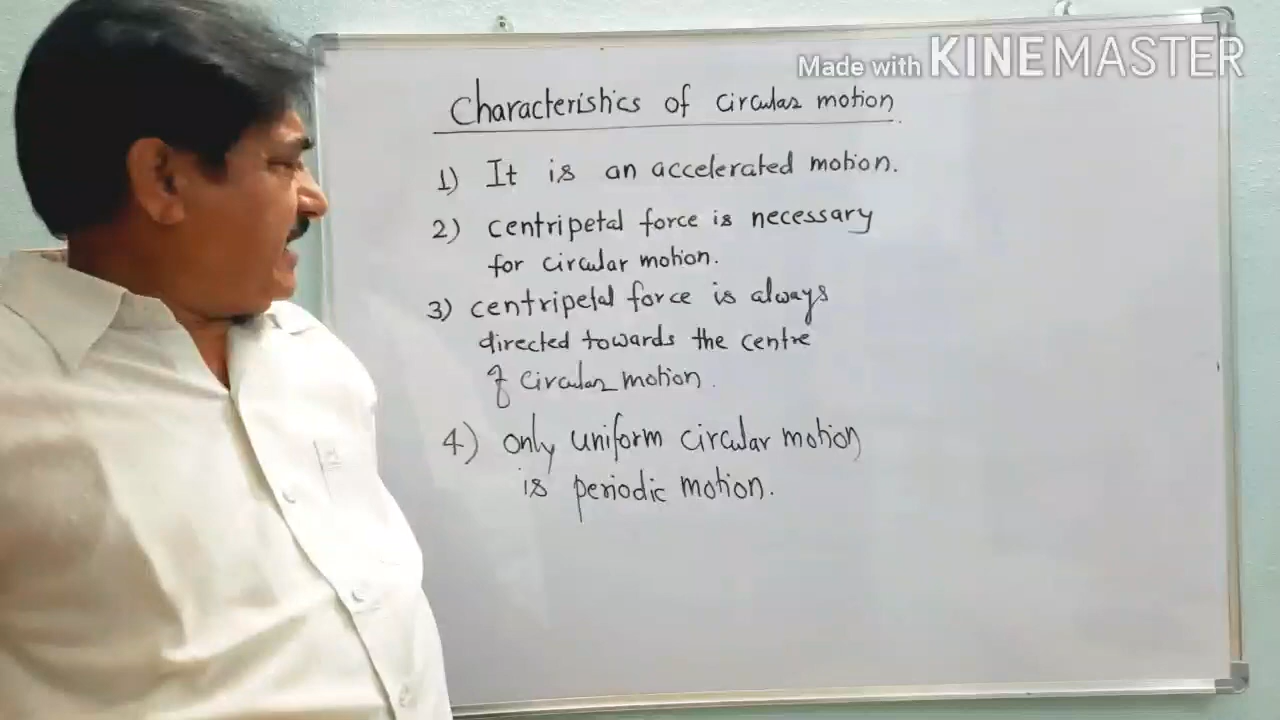 Made with KINEMASTER
Characteristics of circular motion
1) It is an accelerated motion.
2) centripetal force is necessary
for circular motion.
3) centripetal force is always
directed towards the centre
of circular motion.
4) only uniform circular motion
is periodic motion.